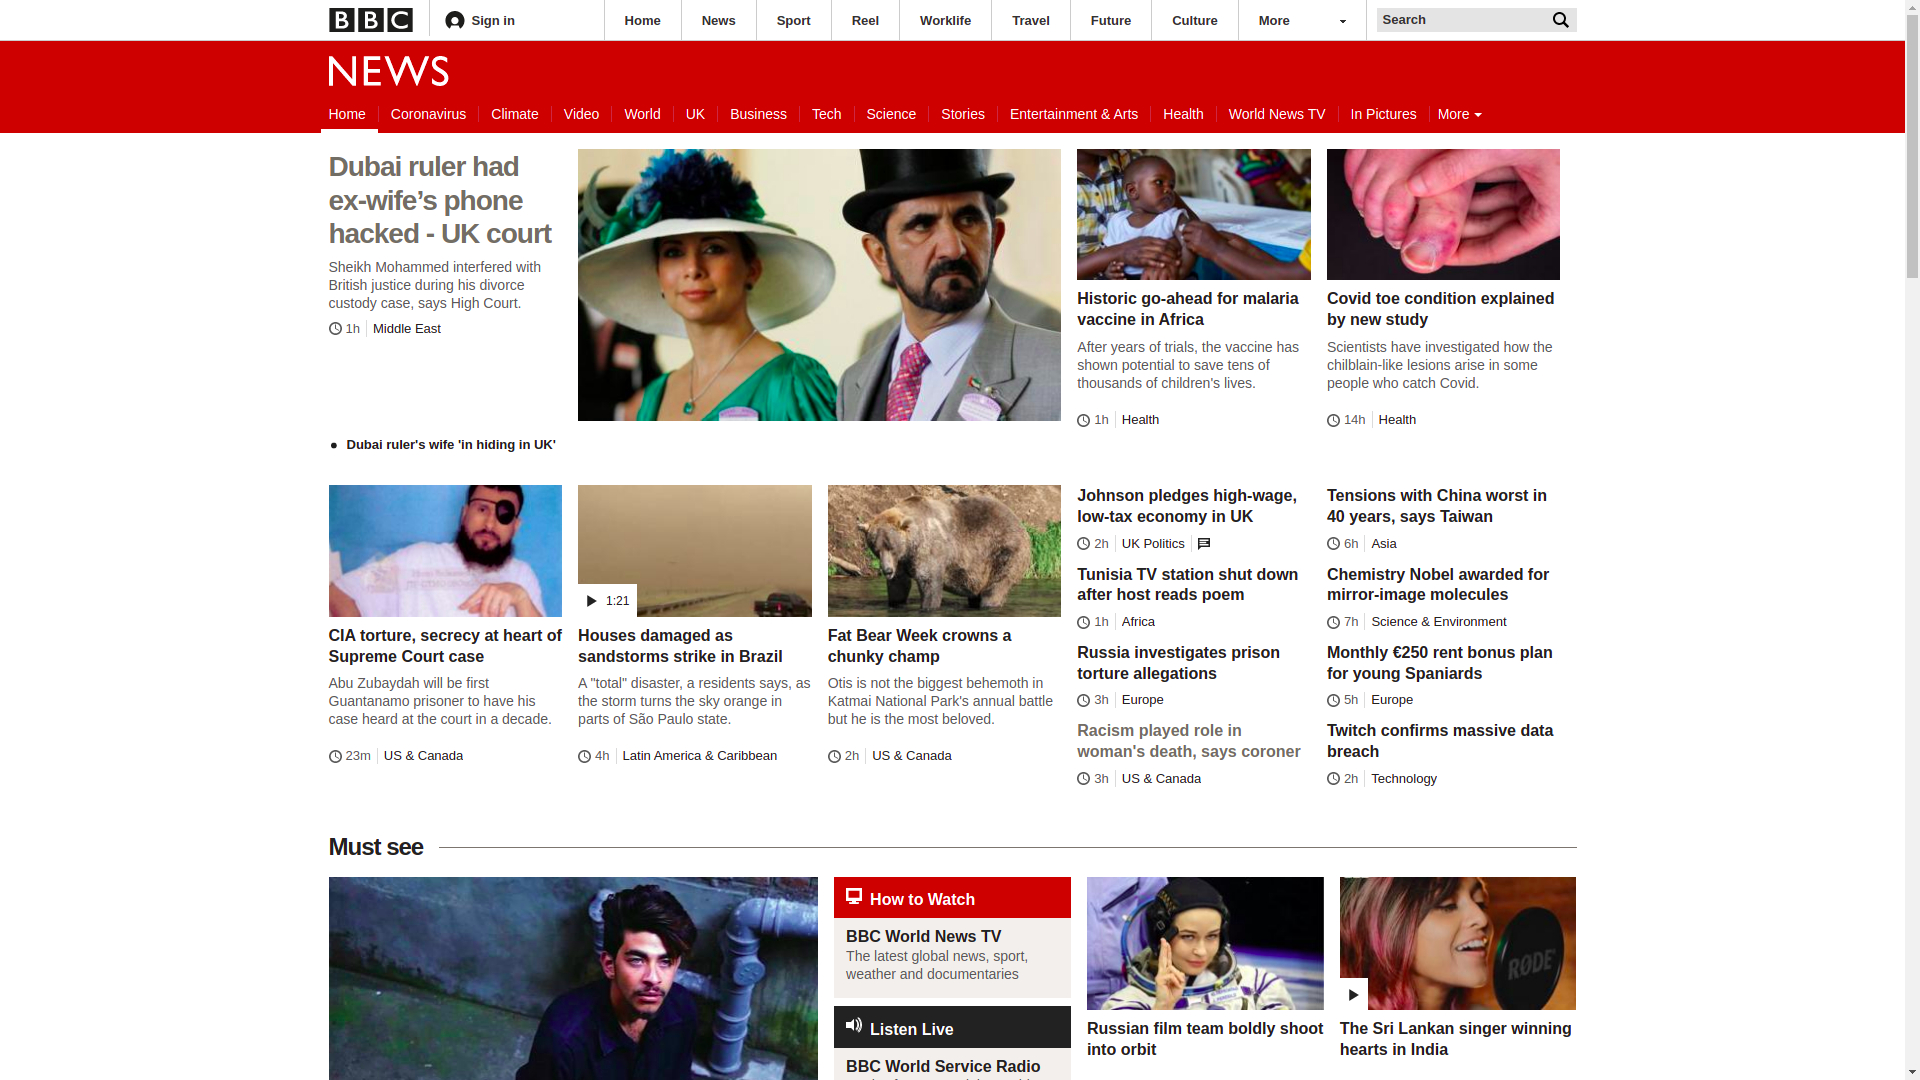 BBC
Sign in
Home
News
Sport
Reel
Worklife
Travel
Future
Culture
More
Search
NEWS
Home
Coronavirus
Climate
Video
World
UK
Business
Tech
Science
Stories
Entertainment & Arts
Health
World News TV
In Pictures
More
Dubai ruler had
ex-wife’s phone
hacked - UK court
Sheikh Mohammed interfered with
British justice during his divorce
custody case, says High Court.
1h
Middle East
Dubai ruler's wife 'in hiding in UK'
Historic go-ahead for malaria
vaccine in Africa
After years of trials, the vaccine has
shown potential to save tens of
thousands of children's lives.
1h
Health
Covid toe condition explained
by new study
Scientists have investigated how the
chilblain-like lesions arise in some
people who catch Covid.
14h
Health
CIA torture, secrecy at heart of
Supreme Court case
Abu Zubaydah will be first
Guantanamo prisoner to have his
case heard at the court in a decade.
23m
US & Canada
1:21
Houses damaged as
sandstorms strike in Brazil
A "total" disaster, a residents says, as
the storm turns the sky orange in
parts of São Paulo state.
4h
Latin America & Caribbean
Fat Bear Week crowns a
chunky champ
Otis is not the biggest behemoth in
Katmai National Park's annual battle
but he is the most beloved.
2h
US & Canada
Johnson pledges high-wage,
low-tax economy in UK
2h
UK Politics
Tunisia TV station shut down
after host reads poem
1h
Africa
Russia investigates prison
torture allegations
3h
Europe
Racism played role in
woman's death, says coroner
3h
US & Canada
Tensions with China worst in
40 years, says Taiwan
6h
Asia
Chemistry Nobel awarded for
mirror-image molecules
7h
Science & Environment
Monthly €250 rent bonus plan
for young Spaniards
5h
Europe
Twitch confirms massive data
breach
2h
Technology
Must see
How to Watch
BBC World News TV
The latest global news, sport,
weather and documentaries
Listen Live
BBC World Service Radio
Russian film team boldly shoot
into orbit
RODE
The Sri Lankan singer winning
hearts in India